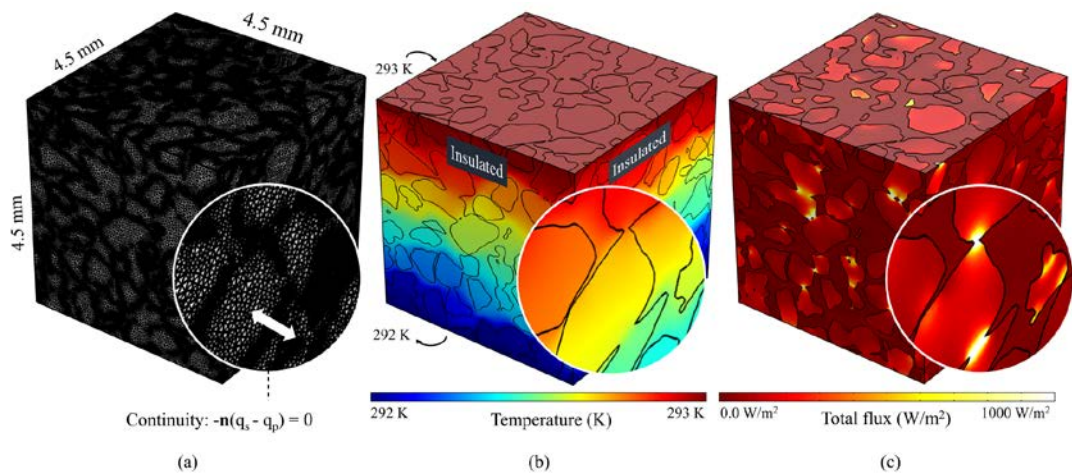 4.5 mm
4.5 mm
4.5 mm
Continuity: -n(qs - qp) = 0
(a)
293 K
Insulated
Insulated
292 K
292 K
293 K
Temperature (K)
(b)
0.0 W/m²
1000 W/m²
Total flux (W/m²)
(c)